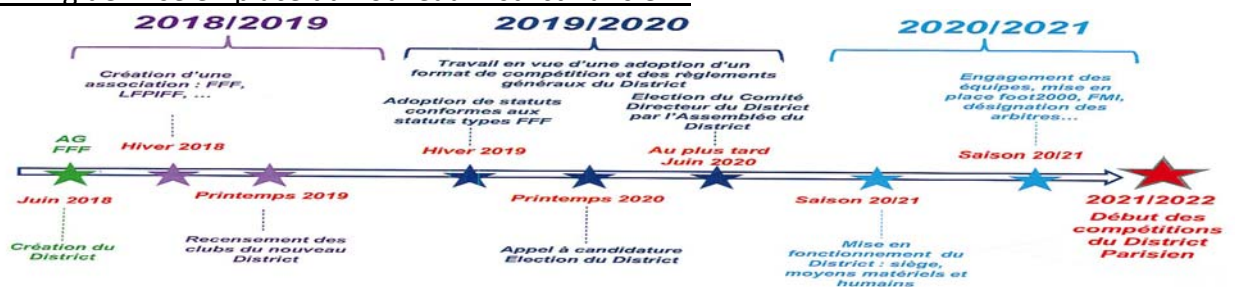 2018/2019
2019/2020
2020/2021
Création d'une
association : FFF,
LFPIFF, ...
Travail en vue d'une adoption d'un
format de compétition et des règlements
généraux du District
Adoption de statuts
conformes aux
statuts types FFF
Election du Comité
Directeur du District
par l'Assemblée du
District
Engagement des
équipes, mise en
place foot2000, FMI,
désignation des
arbitres...
AG
FFF
Hiver 2018
Hiver 2019
Au plus tard
Juin 2020
Saison 20/21
Juin 2018
Printemps 2019
Printemps 2020
Saison 20/21
2021/2022
Début des
compétitions
du District
Parisien
Création du
District
Recensement des
clubs du nouveau
District
Appel à candidature
Election du District
Mise en
fonctionnement du
District : siège,
moyens matériels et
humains